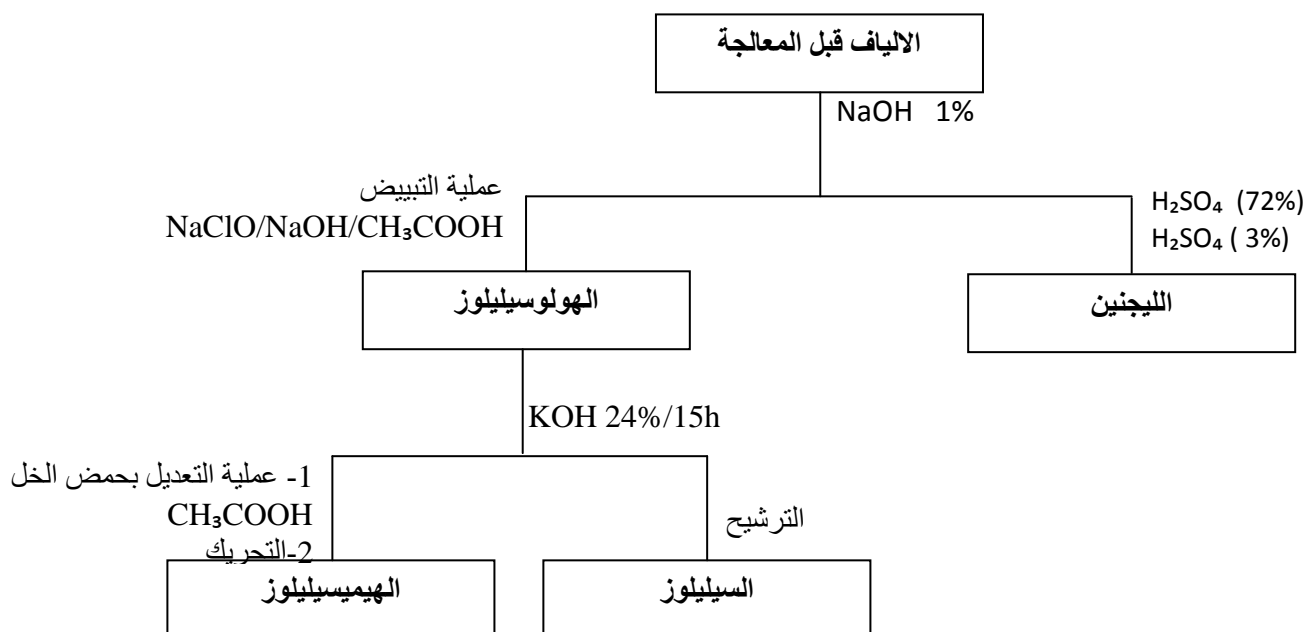 الالياف قبل المعالجة
NaOH 1%
عملية التبييض
NaClO/NaOH/CH₃COOH
H₂SO₄ (72%)
H₂SO₄ ( 3%)
الهولوسيليلوز
الليجنين
KOH 24%/15h
1- عملية التعديل بحمض الخل
CH₃COOH
2-التحريك
الترشيح
الهيميسيليلوز
السيليلوز